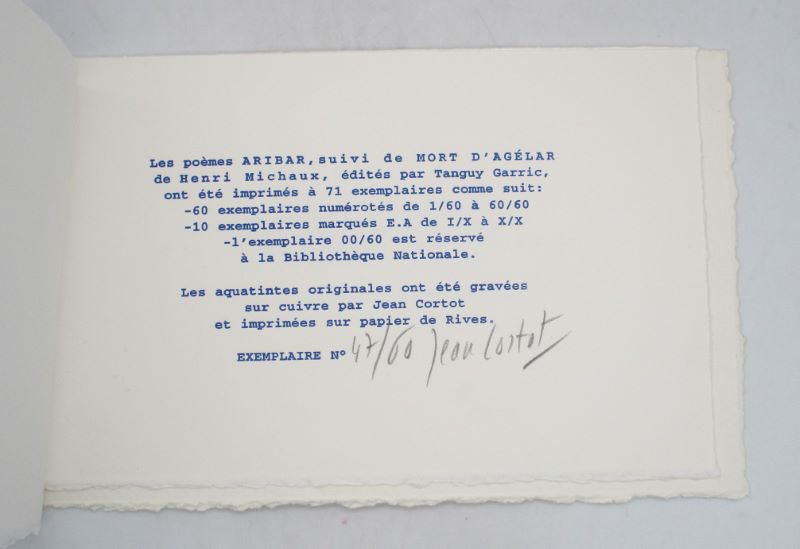 Les poèmes ARIBAR, suivi de MORT D'AGÉLAR
de Henri Michaux, édités par Tanguy Garric,
ont été imprimés à 71 exemplaires comme suit:
-60 exemplaires numérotés de 1/60 à 60/60
-10 exemplaires marqués E.A de I/X à X/X
-l'exemplaire 00/60 est réservé
à la Bibliothèque Nationale.
Les aquatintes originales ont été gravées
sur cuivre par Jean Cortot
et imprimées sur papier de Rives.
EXEMPLAIRE N° 47/60 Jean Cortot